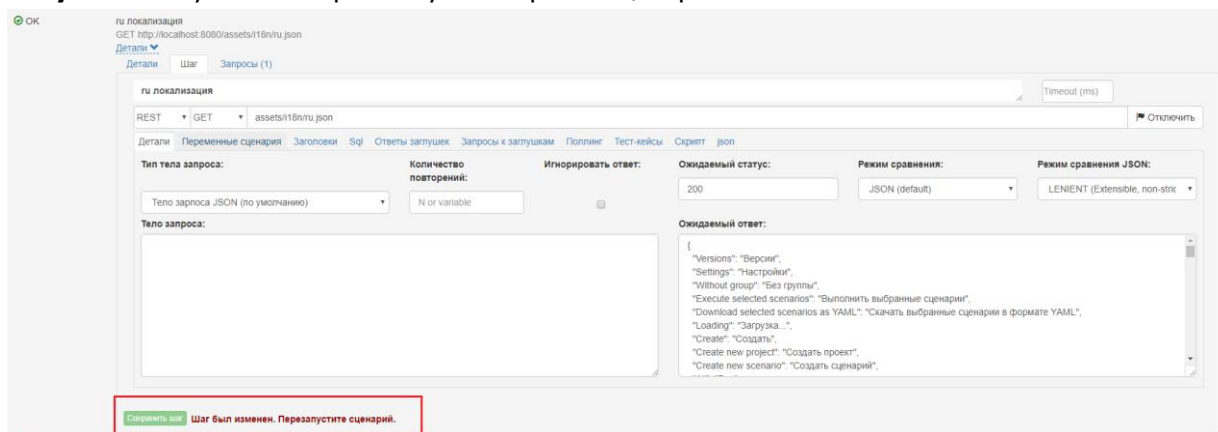 OK
ru локализация
GET http://localhost:8080/assets/i18n/ru.json
Детали
Детали Шаг Запросы (1)
ru локализация Timeout (ms)
REST GET assets/i18n/ru.json Отключить
Детали Переменные сценария Заголовки Sql Ответы заглушек Запросы к заглушкам Поллинг Тест-кейсы Скрипт json
Тип тела запроса: Количество повторений: Игнорировать ответ: Ожидаемый статус: Режим сравнения: Режим сравнения JSON:
Тело зарпоса JSON (по умолчанию) N or variable 200 JSON (default) LENIENT (Extensible, non-stric
Тело запроса: Ожидаемый ответ:
{
"Versions": "Версии",
"Settings": "Настройки",
"Without group": "Без группы",
"Execute selected scenarios": "Выполнить выбранные сценарии",
"Download selected scenarios as YAML": "Скачать выбранные сценарии в формате YAML",
"Loading": "Загрузка...",
"Create": "Создать",
"Create new project": "Создать проект",
"Create new scenario": "Создать сценарий",
Сохранить шаг Шаг был изменен. Перезапустите сценарий.